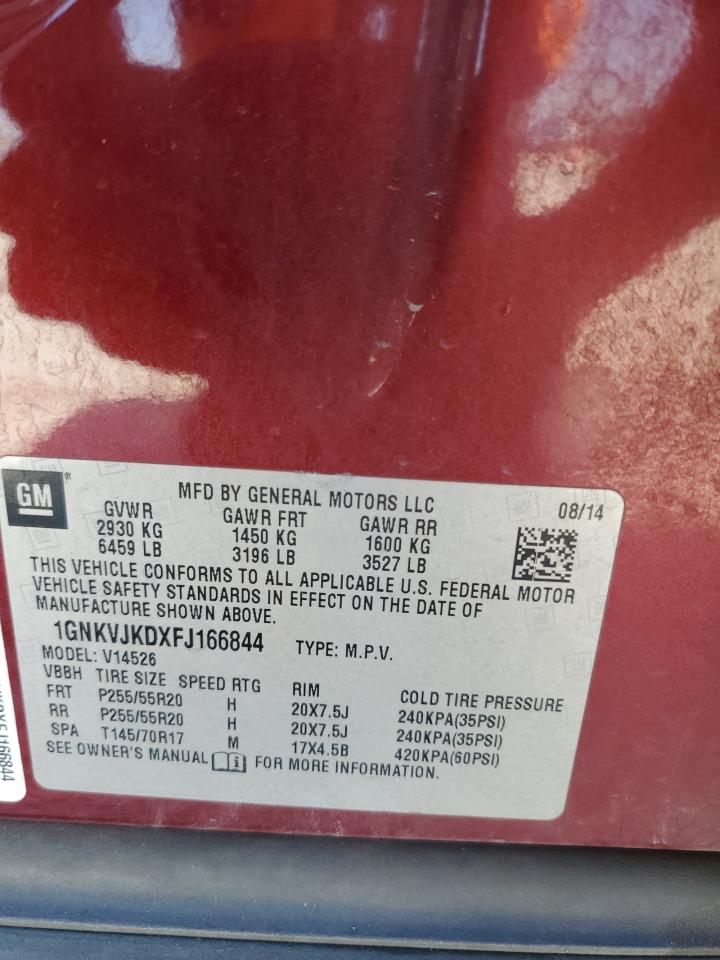 GM ®
MFD BY GENERAL MOTORS LLC 08/14
GVWR GAWR FRT GAWR RR
2930 KG 1450 KG 1600 KG
6459 LB 3196 LB 3527 LB
THIS VEHICLE CONFORMS TO ALL APPLICABLE U.S. FEDERAL MOTOR
VEHICLE SAFETY STANDARDS IN EFFECT ON THE DATE OF
MANUFACTURE SHOWN ABOVE.
1GNKVJKDXFJ166844 TYPE: M.P.V.
MODEL: V14526
VBBH TIRE SIZE SPEED RTG RIM COLD TIRE PRESSURE
FRT P255/55R20 H 20X7.5J 240KPA(35PSI)
RR P255/55R20 H 20X7.5J 240KPA(35PSI)
SPA T145/70R17 M 17X4.5B 420KPA(60PSI)
SEE OWNER'S MANUAL FOR MORE INFORMATION.